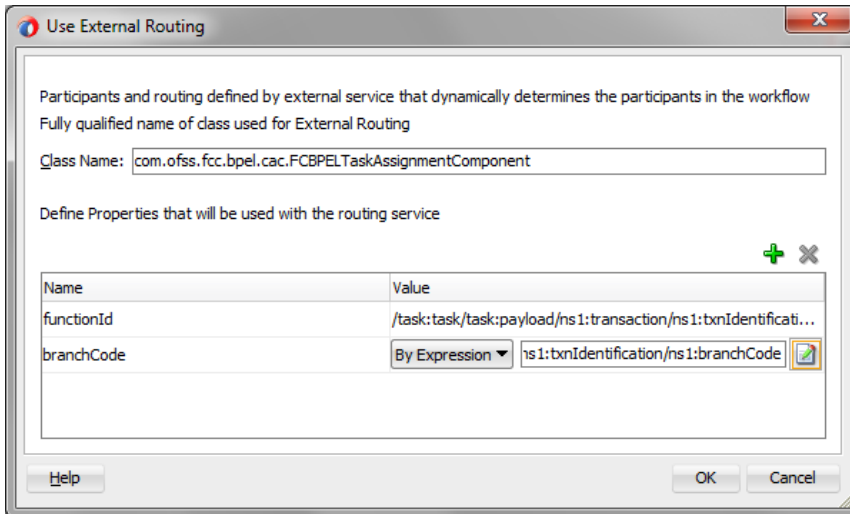 Use External Routing
Participants and routing defined by external service that dynamically determines the participants in the workflow
Fully qualified name of class used for External Routing
Class Name: com.ofss.fcc.bpel.cac.FCBPELTaskAssignmentComponent
Define Properties that will be used with the routing service
Name Value
functionId /task:task/task:payload/ns1:transaction/ns1:txnIdentificati...
branchCode By Expression ns1:txnIdentification/ns1:branchCode
Help OK Cancel